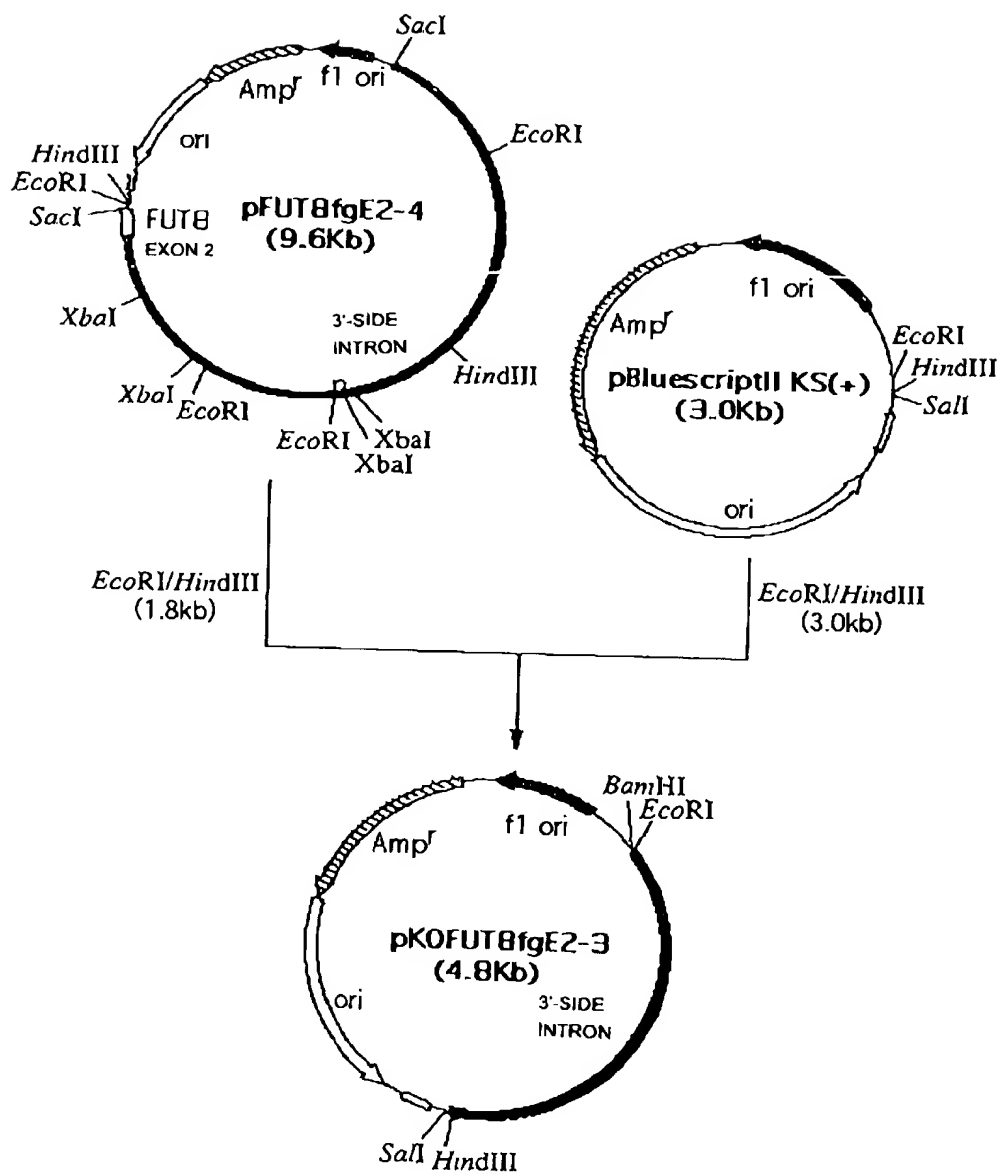 SacI
f1 ori
Ampr
ori
EcoRI
HindIII
EcoRI
SacI
FUT8
EXON 2
pFUT8fgE2-4
(9.6Kb)
XbaI
3'-SIDE
INTRON
HindIII
XbaI
EcoRI
EcoRI
XbaI
XbaI
f1 ori
Ampr
EcoRI
HindIII
SalI
pBluescriptII KS(+)
(3.0Kb)
ori
EcoRI/HindIII
(1.8kb)
EcoRI/HindIII
(3.0kb)
BamHI
EcoRI
f1 ori
Ampr
pKOFUT8fgE2-3
(4.8Kb)
3'-SIDE
INTRON
ori
SalI
HindIII